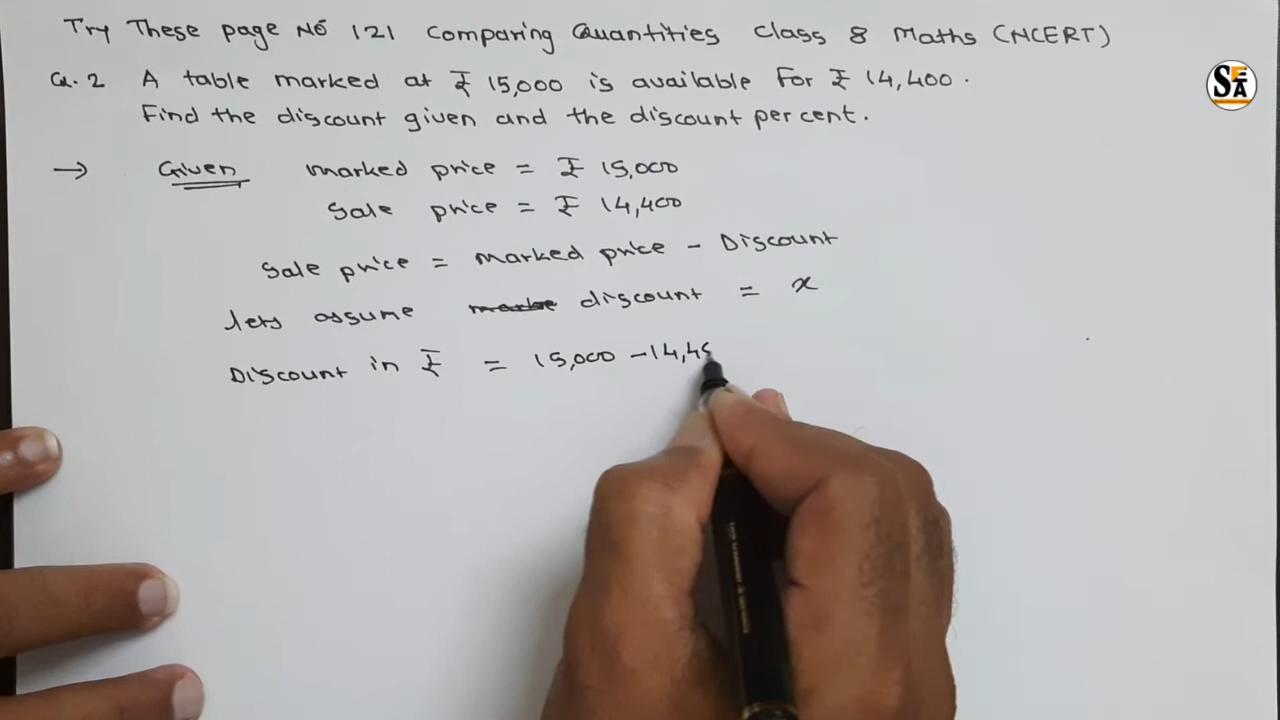 Try These page No 121 Comparing Quantities Class 8 Maths (NCERT)
Q. 2 A table marked at ₹ 15,000 is available for ₹ 14,400.
Find the discount given and the discount per cent.
→ Given marked price = ₹ 15,000
Sale price = ₹ 14,400
Sale price = marked price - Discount
lets assume discount = x
Discount in ₹ = 15,000 - 14,40
SETA